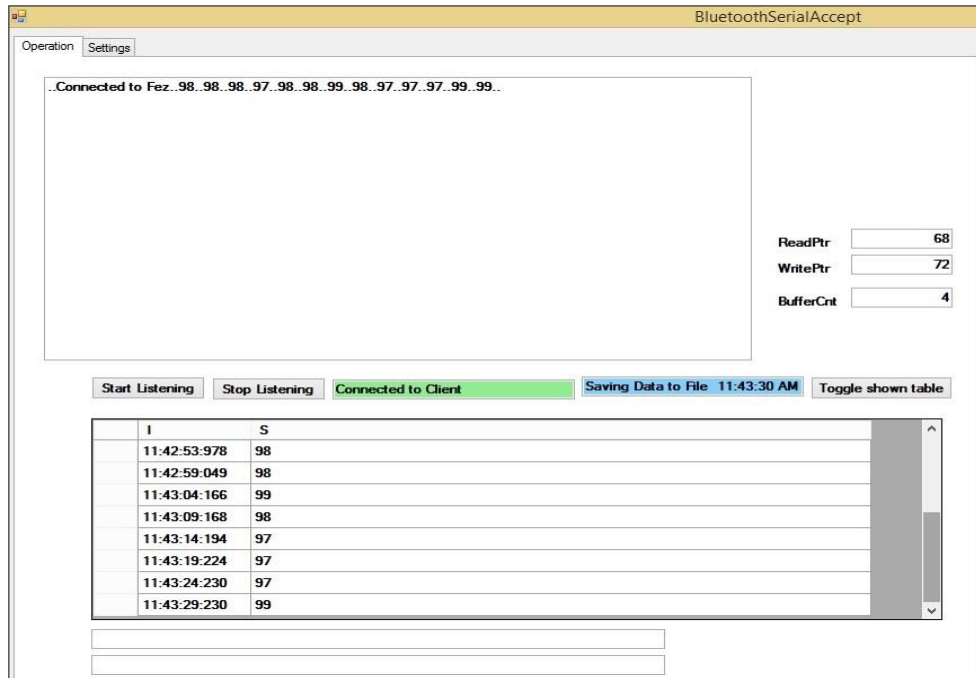 BluetoothSerialAccept
Operation Settings
..Connected to Fez..98..98..98..97..98..98..99..98..97..97..97..99..99..
ReadPtr 68
WritePtr 72
BufferCnt 4
Start Listening Stop Listening Connected to Client Saving Data to File 11:43:30 AM Toggle shown table
I S
11:42:53:978 98
11:42:59:049 98
11:43:04:166 99
11:43:09:168 98
11:43:14:194 97
11:43:19:224 97
11:43:24:230 97
11:43:29:230 99